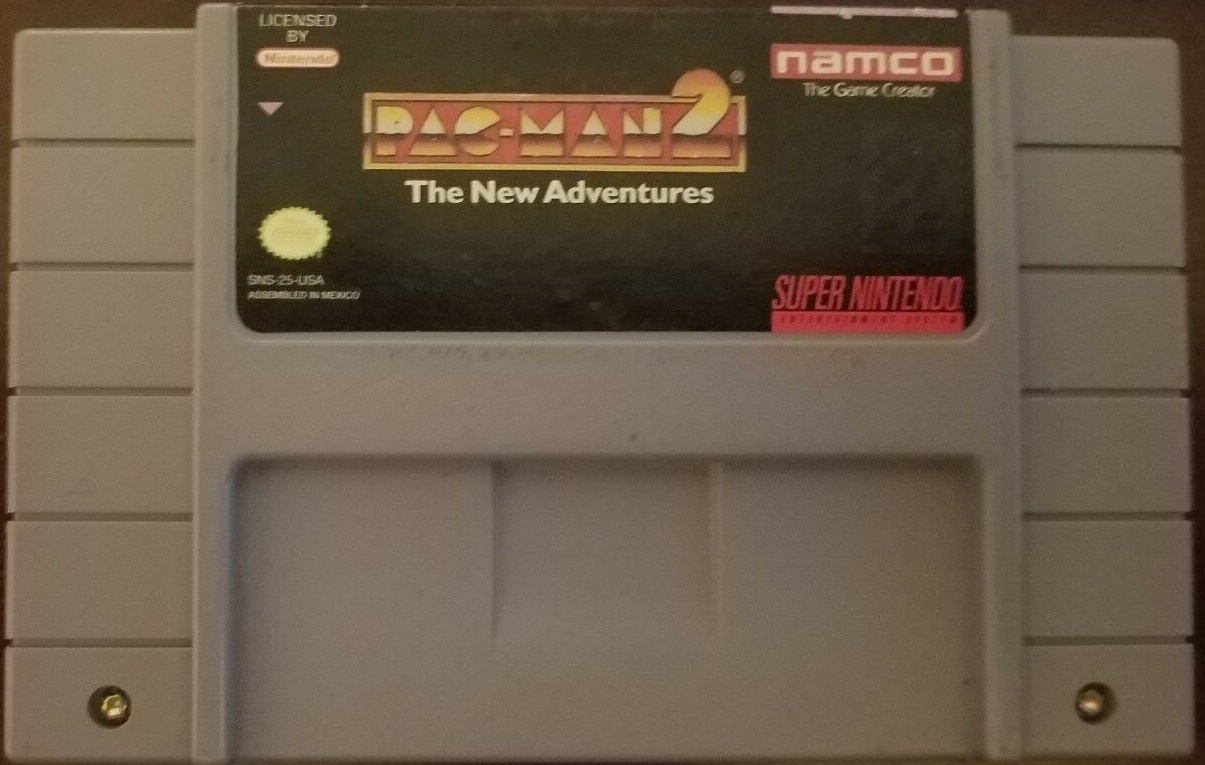 LICENSED
BY
Nintendo
namco
The Game Creator
PAC-MAN 2®
The New Adventures
SNS-25-USA
ASSEMBLED IN MEXICO
SUPER NINTENDO
ENTERTAINMENT SYSTEM